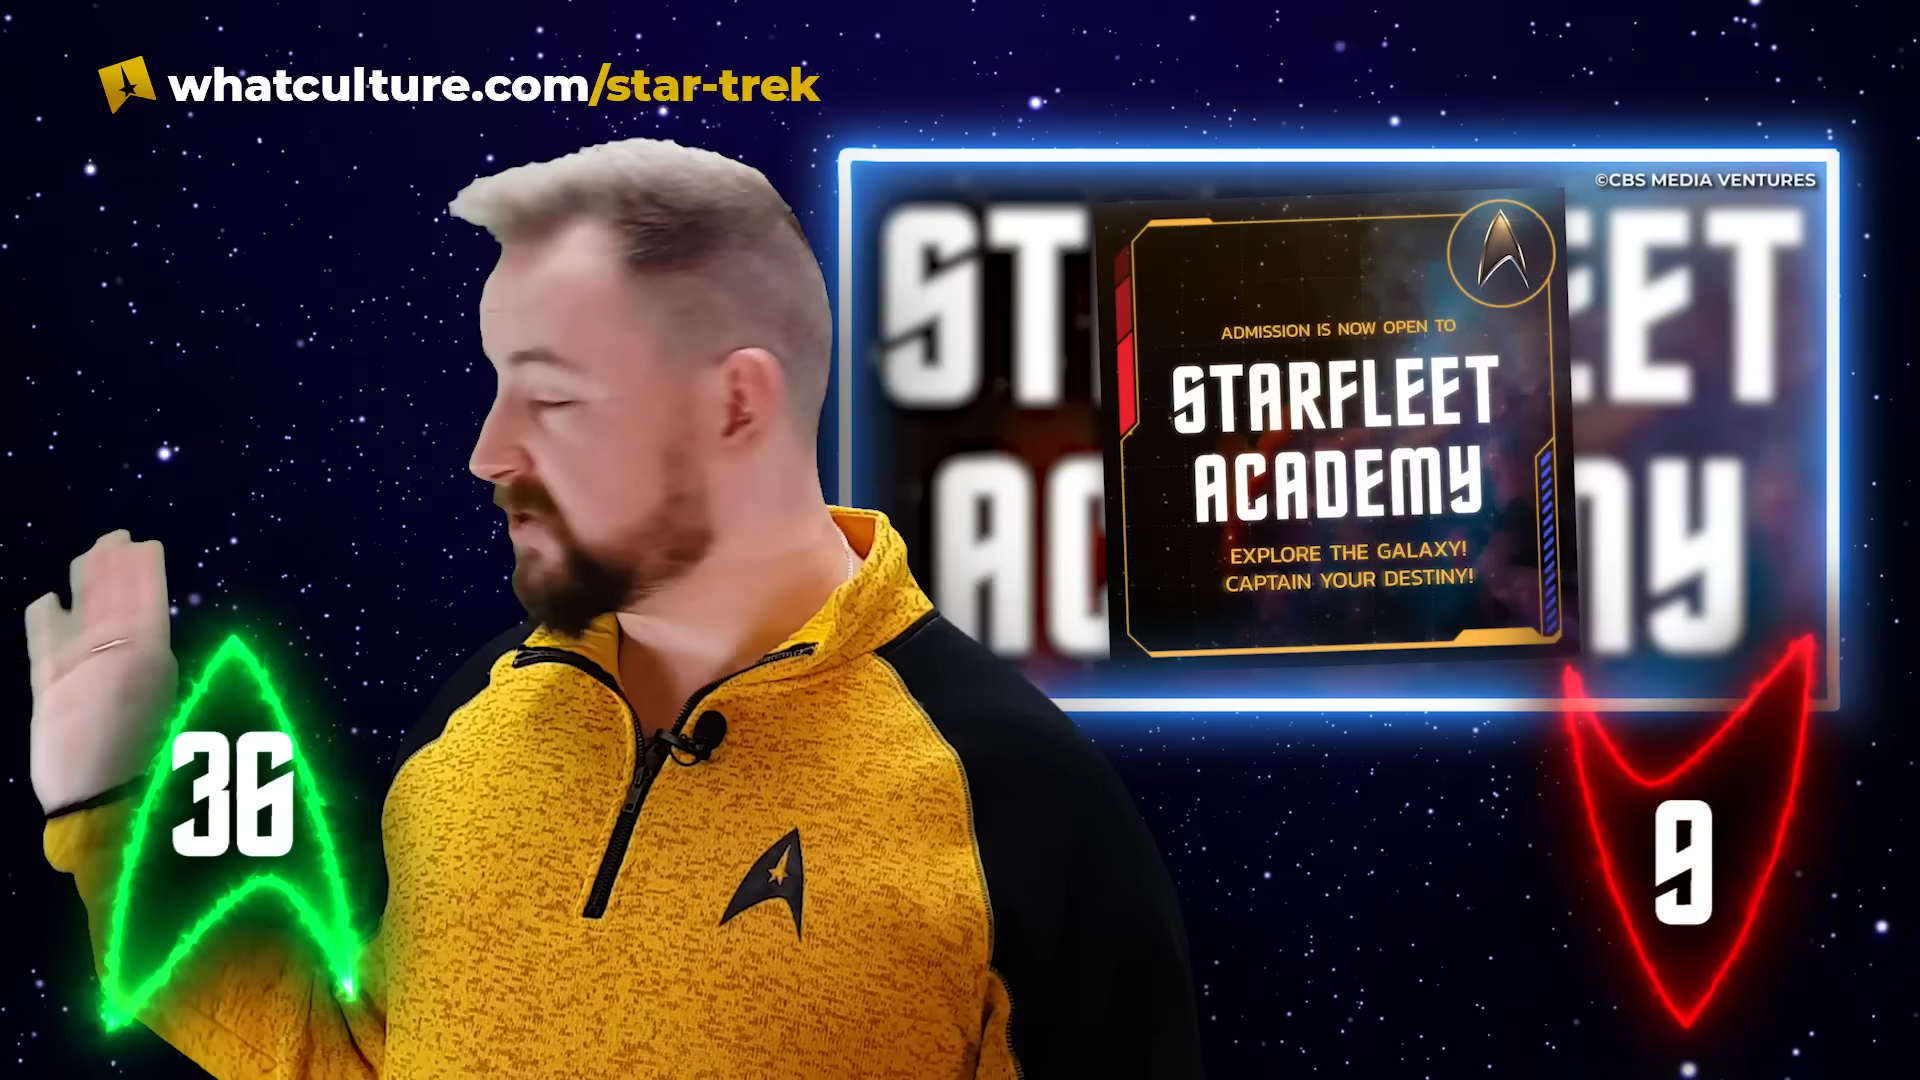 whatculture.com/star-trek
©CBS MEDIA VENTURES
ADMISSION IS NOW OPEN TO
STARFLEET
ACADEMY
EXPLORE THE GALAXY!
CAPTAIN YOUR DESTINY!
36
9